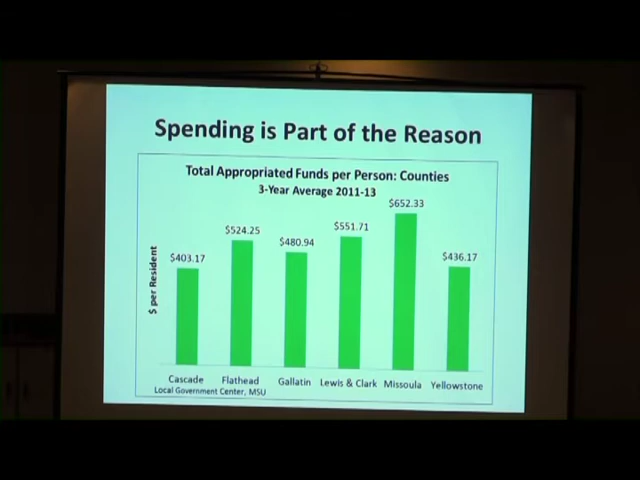 Spending is Part of the Reason
Total Appropriated Funds per Person: Counties
3-Year Average 2011-13
$ per Resident
$403.17
$524.25
$480.94
$551.71
$652.33
$436.17
Cascade Flathead Gallatin Lewis & Clark Missoula Yellowstone
Local Government Center, MSU